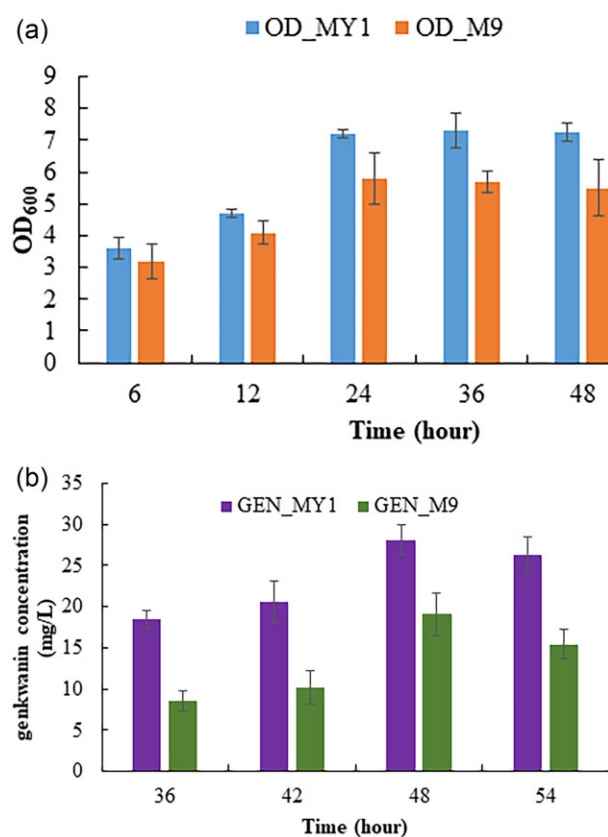 (a)
OD_MY1 OD_M9
9
8
7
6
5
4
3
2
1
0
OD600
6 12 24 36 48
Time (hour)
(b)
GEN_MY1 GEN_M9
35
30
25
20
15
10
5
0
genkwanin concentration
(mg/L)
36 42 48 54
Time (hour)